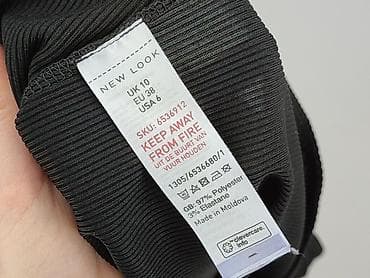 NEW LOOK
UK 10
EU 38
USA 6
SKU: 6536912
KEEP AWAY
FROM FIRE
UIT DE BUURT VAN
VUUR HOUDEN
1305/6536680/1
GB: 97% Polyester
3% Elastane
Made in Moldova
clevercare.
info